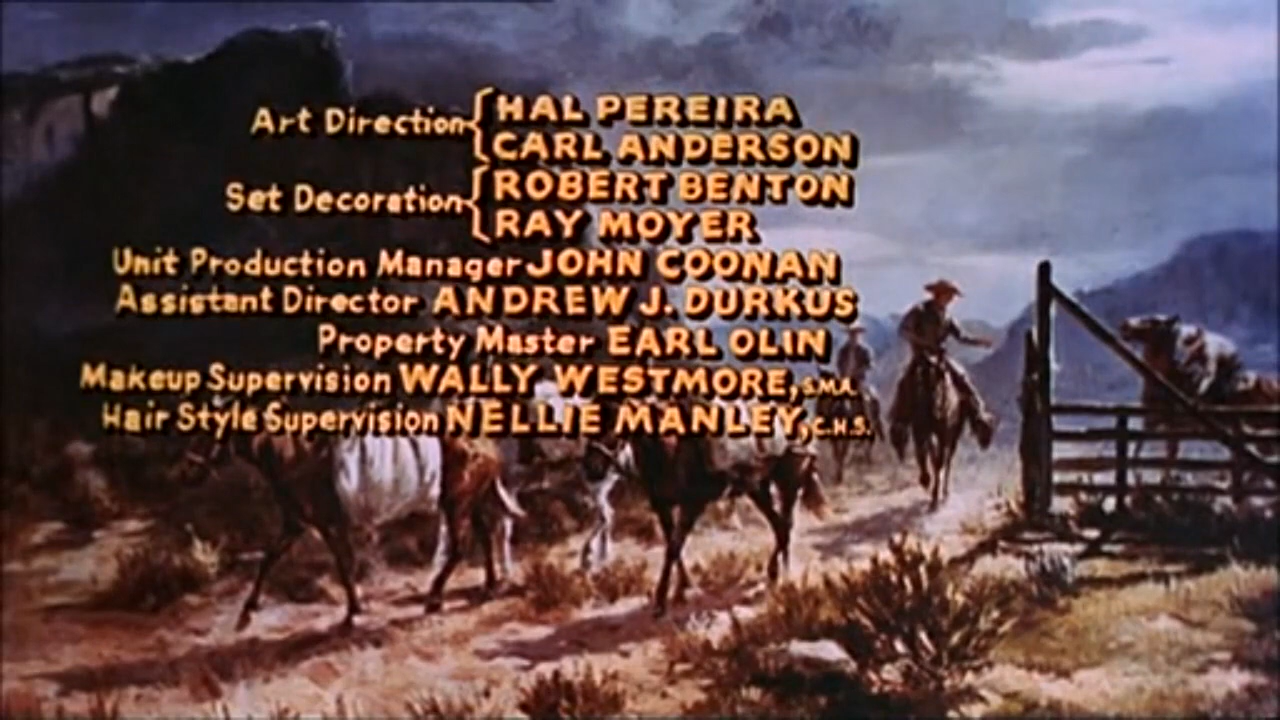 Art Direction HAL PEREIRA
CARL ANDERSON
Set Decoration ROBERT BENTON
RAY MOYER
Unit Production Manager JOHN COONAN
Assistant Director ANDREW J. DURKUS
Property Master EARL OLIN
Makeup Supervision WALLY WESTMORE, S.M.A.
Hair Style Supervision NELLIE MANLEY, C.H.S.